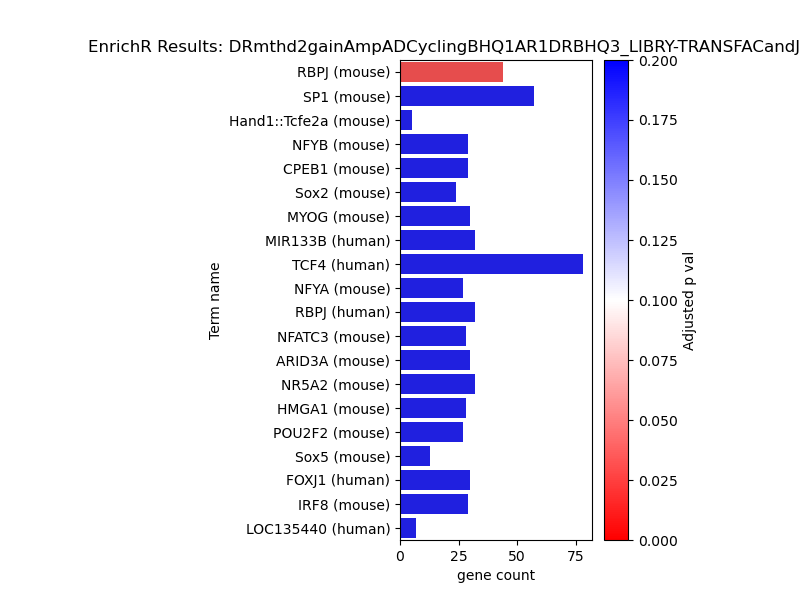 EnrichR Results: DRmthd2gainAmpADCyclingBHQ1AR1DRBHQ3_LIBRY-TRANSFACandJ
RBPJ (mouse)
SP1 (mouse)
Hand1::Tcfe2a (mouse)
NFYB (mouse)
CPEB1 (mouse)
Sox2 (mouse)
MYOG (mouse)
MIR133B (human)
TCF4 (human)
NFYA (mouse)
RBPJ (human)
NFATC3 (mouse)
ARID3A (mouse)
NR5A2 (mouse)
HMGA1 (mouse)
POU2F2 (mouse)
Sox5 (mouse)
FOXJ1 (human)
IRF8 (mouse)
LOC135440 (human)
Term name
0 25 50 75
gene count
0.200
0.175
0.150
0.125
0.100
0.075
0.050
0.025
0.000
Adjusted p val